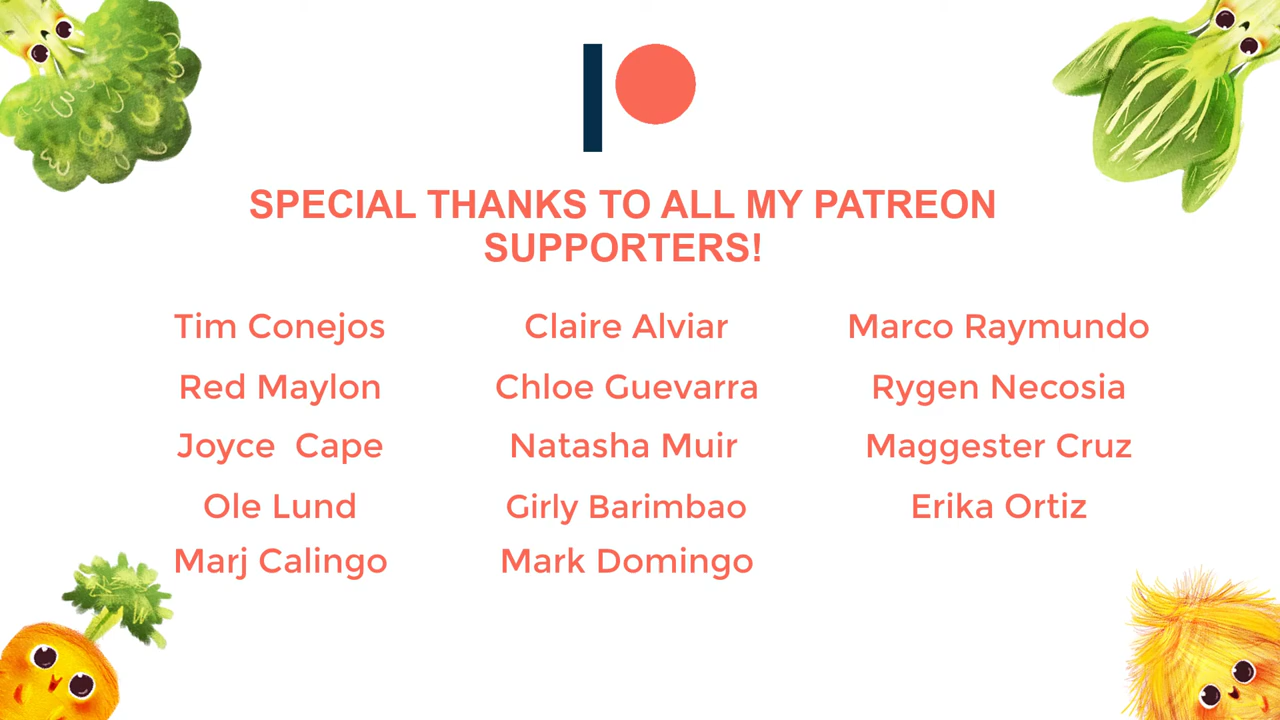 SPECIAL THANKS TO ALL MY PATREON
SUPPORTERS!
Tim Conejos
Claire Alviar
Marco Raymundo
Red Maylon
Chloe Guevarra
Rygen Necosia
Joyce  Cape
Natasha Muir
Maggester Cruz
Ole Lund
Girly Barimbao
Erika Ortiz
Marj Calingo
Mark Domingo